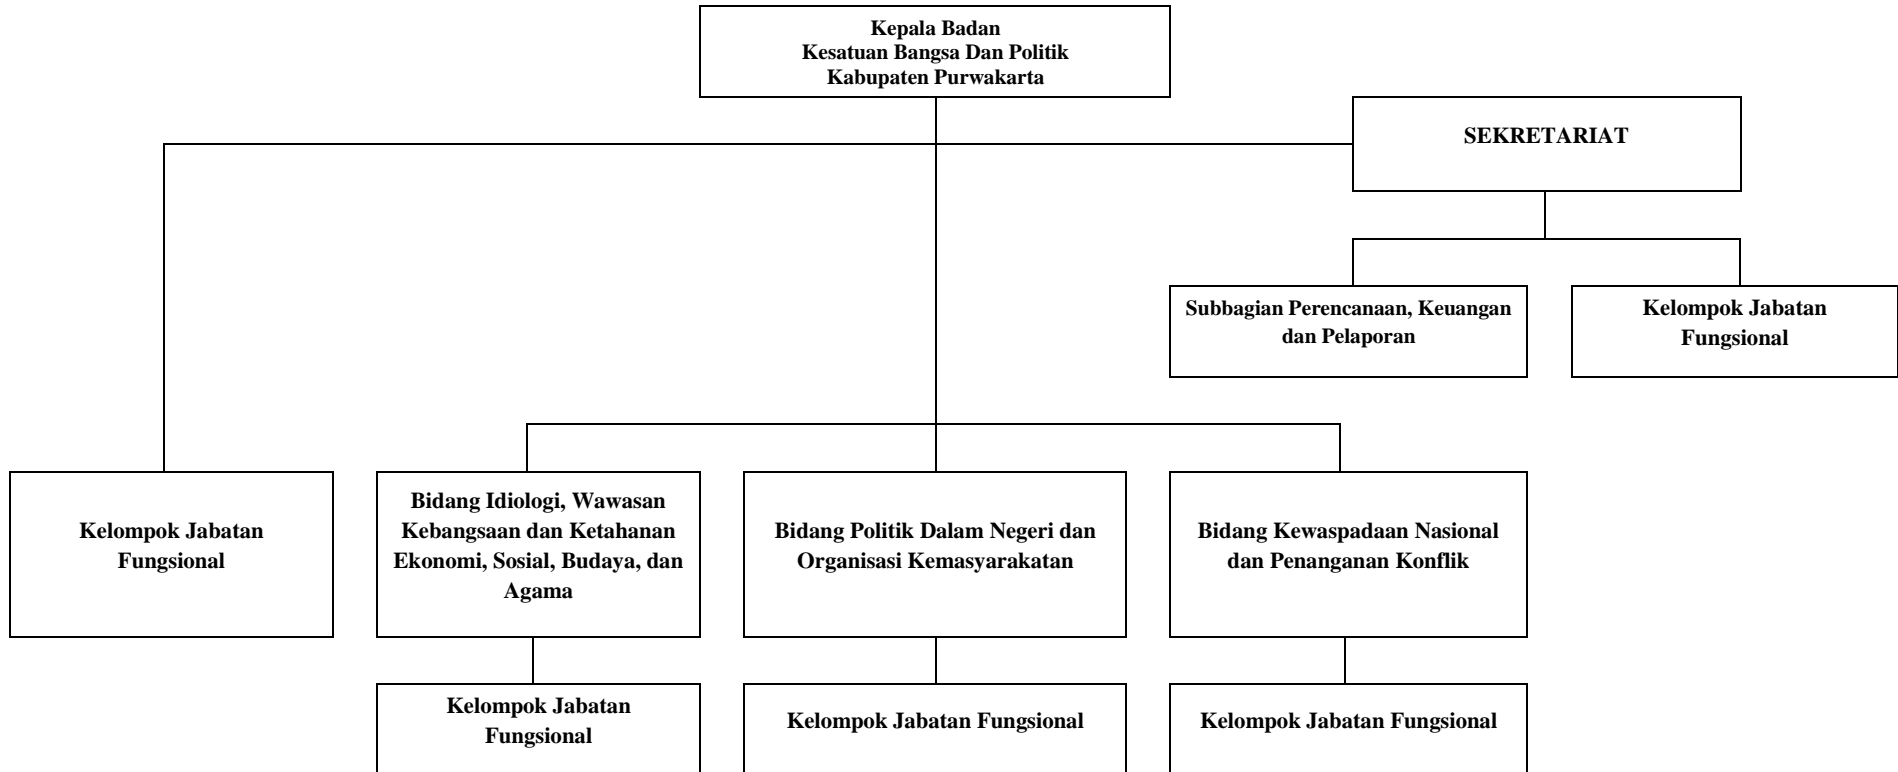 Kepala Badan
Kesatuan Bangsa Dan Politik
Kabupaten Purwakarta
SEKRETARIAT
Subbagian Perencanaan, Keuangan
dan Pelaporan
Kelompok Jabatan
Fungsional
Kelompok Jabatan
Fungsional
Bidang Idiologi, Wawasan
Kebangsaan dan Ketahanan
Ekonomi, Sosial, Budaya, dan
Agama
Bidang Politik Dalam Negeri dan
Organisasi Kemasyarakatan
Bidang Kewaspadaan Nasional
dan Penanganan Konflik
Kelompok Jabatan
Fungsional
Kelompok Jabatan Fungsional
Kelompok Jabatan Fungsional